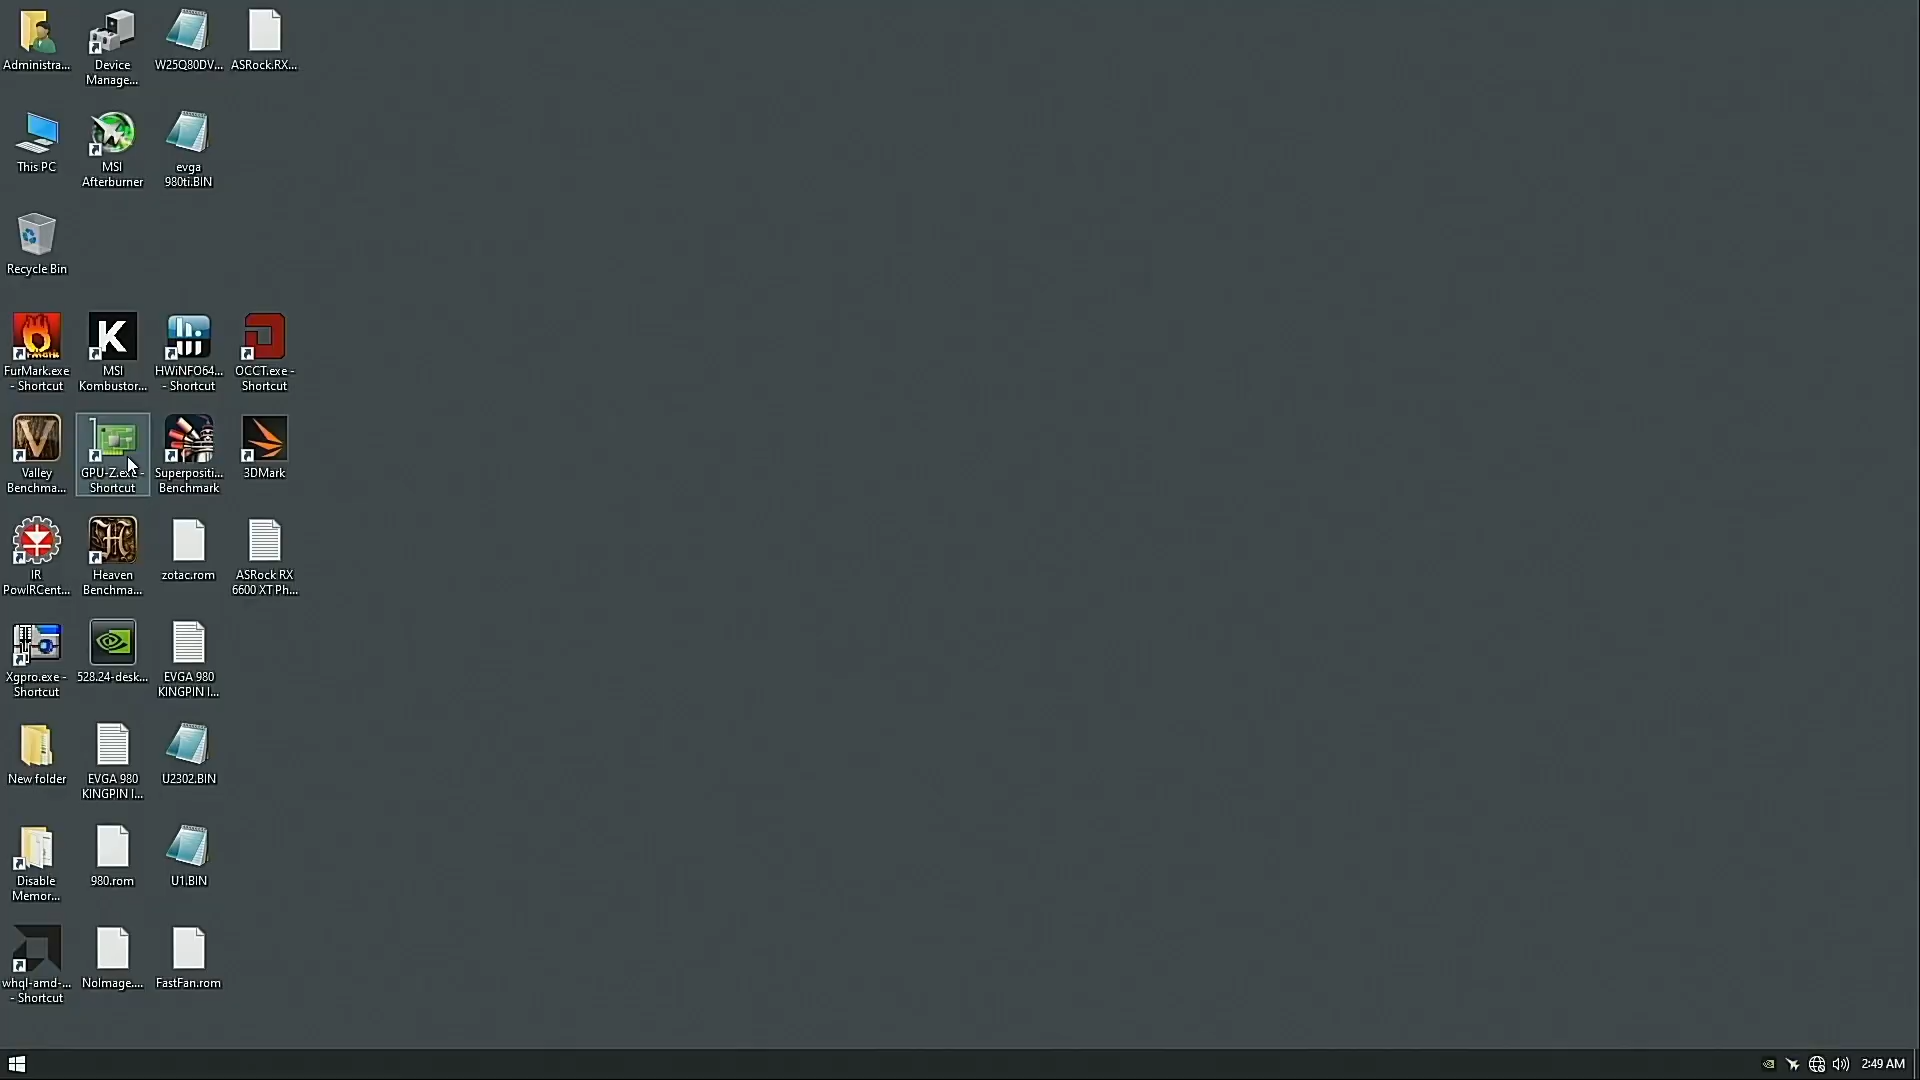 Administra...
Device
Manage...
W25Q80DV...
ASRock.RX...
This PC
MSI
Afterburner
evga
980ti.BIN
Recycle Bin
FurMark.exe
- Shortcut
K
MSI
Kombustor...
HWiNFO64...
- Shortcut
OCCT.exe -
Shortcut
V
Valley
Benchma...
GPU-Z.exe -
Shortcut
Superpositi...
Benchmark
3DMark
IR
PowIRCent...
H
Heaven
Benchma...
zotac.rom
ASRock RX
6600 XT Ph...
Xgpro.exe -
Shortcut
528.24-desk...
EVGA 980
KINGPIN I...
New folder
EVGA 980
KINGPIN I...
U2302.BIN
Disable
Memor...
980.rom
U1.BIN
whql-amd-...
- Shortcut
NoImage....
FastFan.rom
2:49 AM